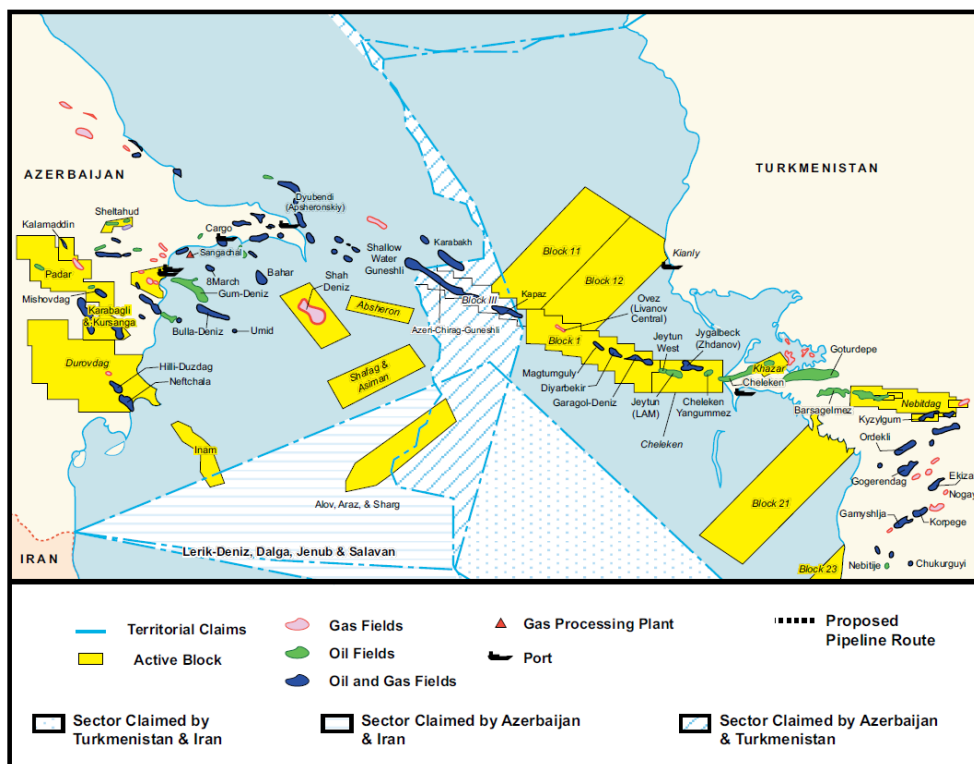 AZERBAIJAN
TURKMENISTAN
IRAN
Sheltahud
Kalamaddin
Padar
Mishovdag
Karabagli
& Kursanga
Durovdag
Hilli-Duzdag
Neftchala
Cargo
Sangachal
Dyubendi
(Apsheronskiy)
8March
Gum-Deniz
Bahar
Bulla-Deniz
Umid
Shah
Deniz
Shallow
Water
Guneshli
Karabakh
Absheron
Azeri-Chirag-Guneshli
Block III
Kapaz
Shafag &
Asiman
Inam
Alov, Araz, & Sharg
Lerik-Deniz, Dalga, Jenub & Salavan
Block 11
Block 12
Kianly
Ovez
(Livanov
Central)
Block 1
Jeytun
West
Jygalbeck
(Zhdanov)
Magtumguly
Diyarbekir
Garagol-Deniz
Jeytun
(LAM)
Cheleken
Yangummez
Cheleken
Khazar
Cheleken
Goturdepe
Barsagelmez
Nebitdag
Kyzylgum
Ordekli
Gogerendag
Ekiza
Nogay
Gamyshlja
Korpege
Block 21
Block 23
Nebitije
Chukurguyi
Territorial Claims
Active Block
Gas Fields
Oil Fields
Oil and Gas Fields
Gas Processing Plant
Port
Proposed
Pipeline Route
Sector Claimed by
Turkmenistan & Iran
Sector Claimed by Azerbaijan
& Iran
Sector Claimed by Azerbaijan
& Turkmenistan